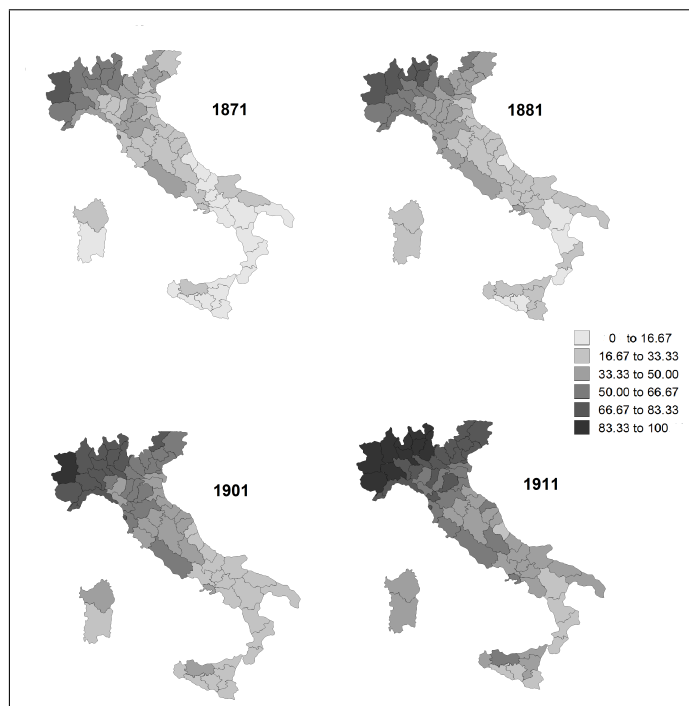 1871
1881
0 to 16.67
16.67 to 33.33
33.33 to 50.00
50.00 to 66.67
66.67 to 83.33
83.33 to 100
1901
1911